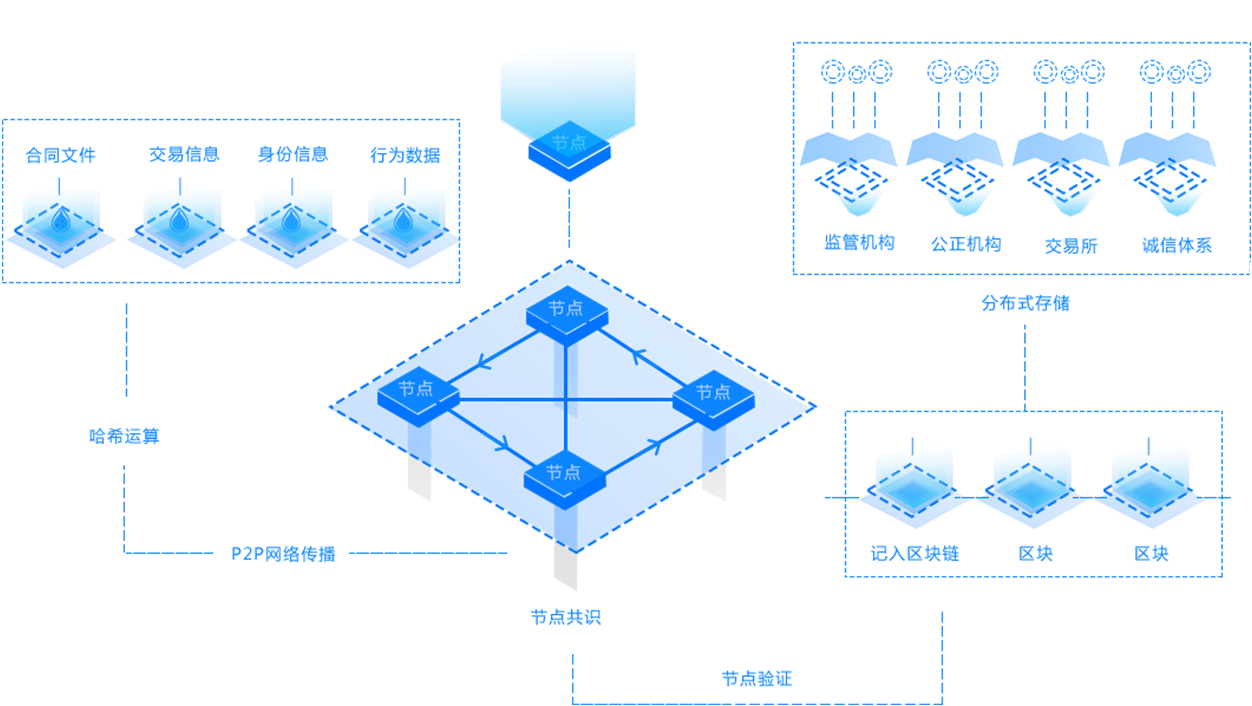 节点
合同文件
交易信息
身份信息
行为数据
监管机构
公正机构
交易所
诚信体系
分布式存储
节点
节点
节点
节点
哈希运算
P2P网络传播
节点共识
记入区块链
区块
区块
节点验证